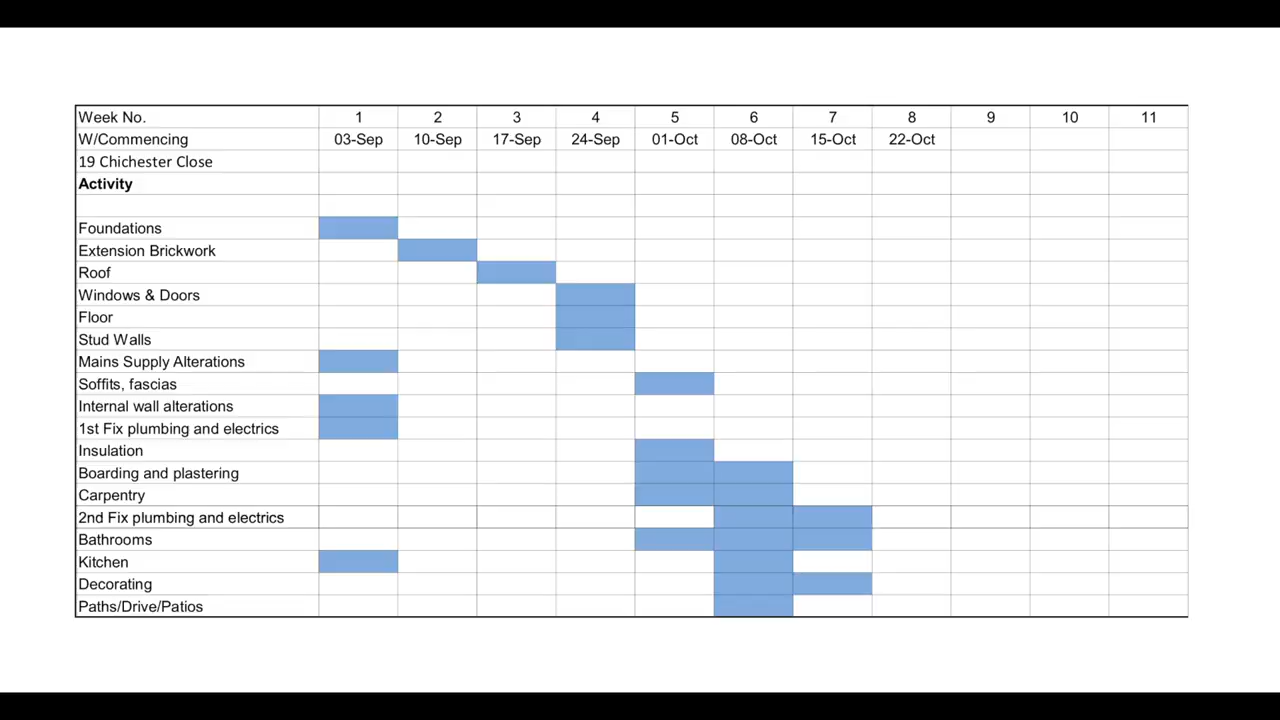 Week No. 1 2 3 4 5 6 7 8 9 10 11
W/Commencing 03-Sep 10-Sep 17-Sep 24-Sep 01-Oct 08-Oct 15-Oct 22-Oct
19 Chichester Close
Activity
Foundations
Extension Brickwork
Roof
Windows & Doors
Floor
Stud Walls
Mains Supply Alterations
Soffits, fascias
Internal wall alterations
1st Fix plumbing and electrics
Insulation
Boarding and plastering
Carpentry
2nd Fix plumbing and electrics
Bathrooms
Kitchen
Decorating
Paths/Drive/Patios